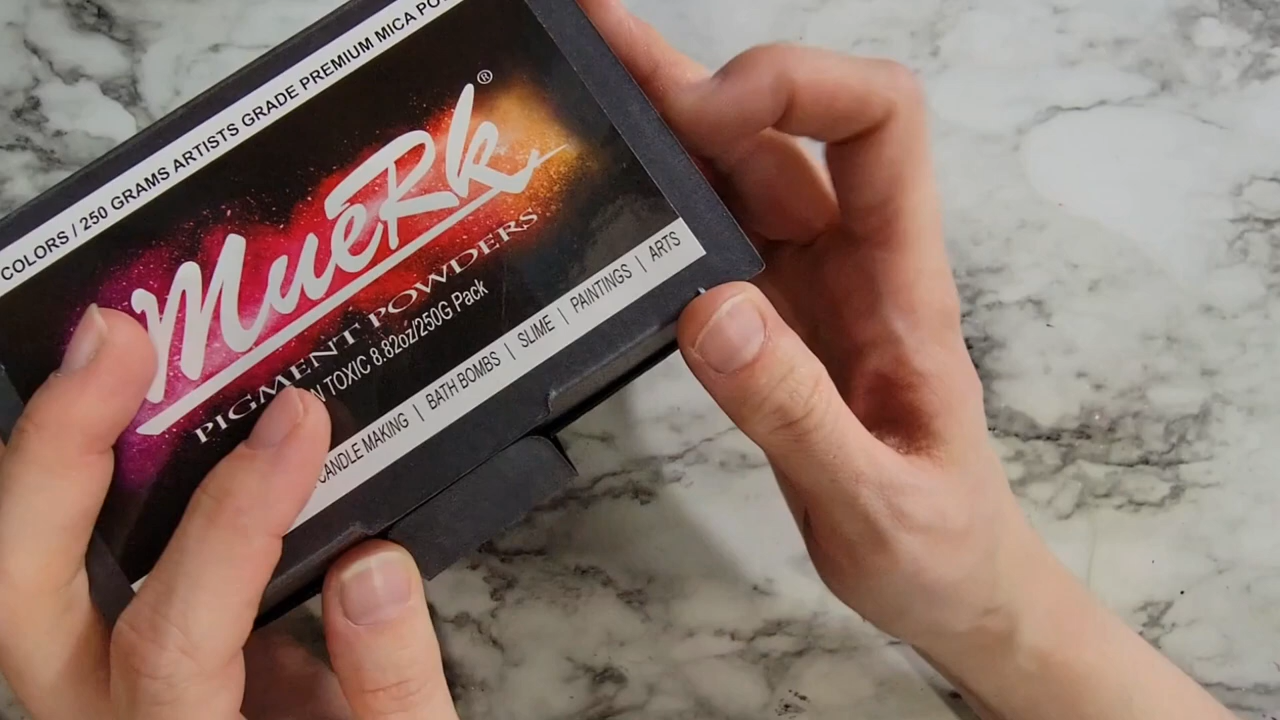 COLORS / 250 GRAMS ARTISTS GRADE PREMIUM MICA
MueRk®
PIGMENT POWDERS
TOXIC 8.82oz/250G Pack
CANDLE MAKING | BATH BOMBS | SLIME | PAINTINGS | ARTS